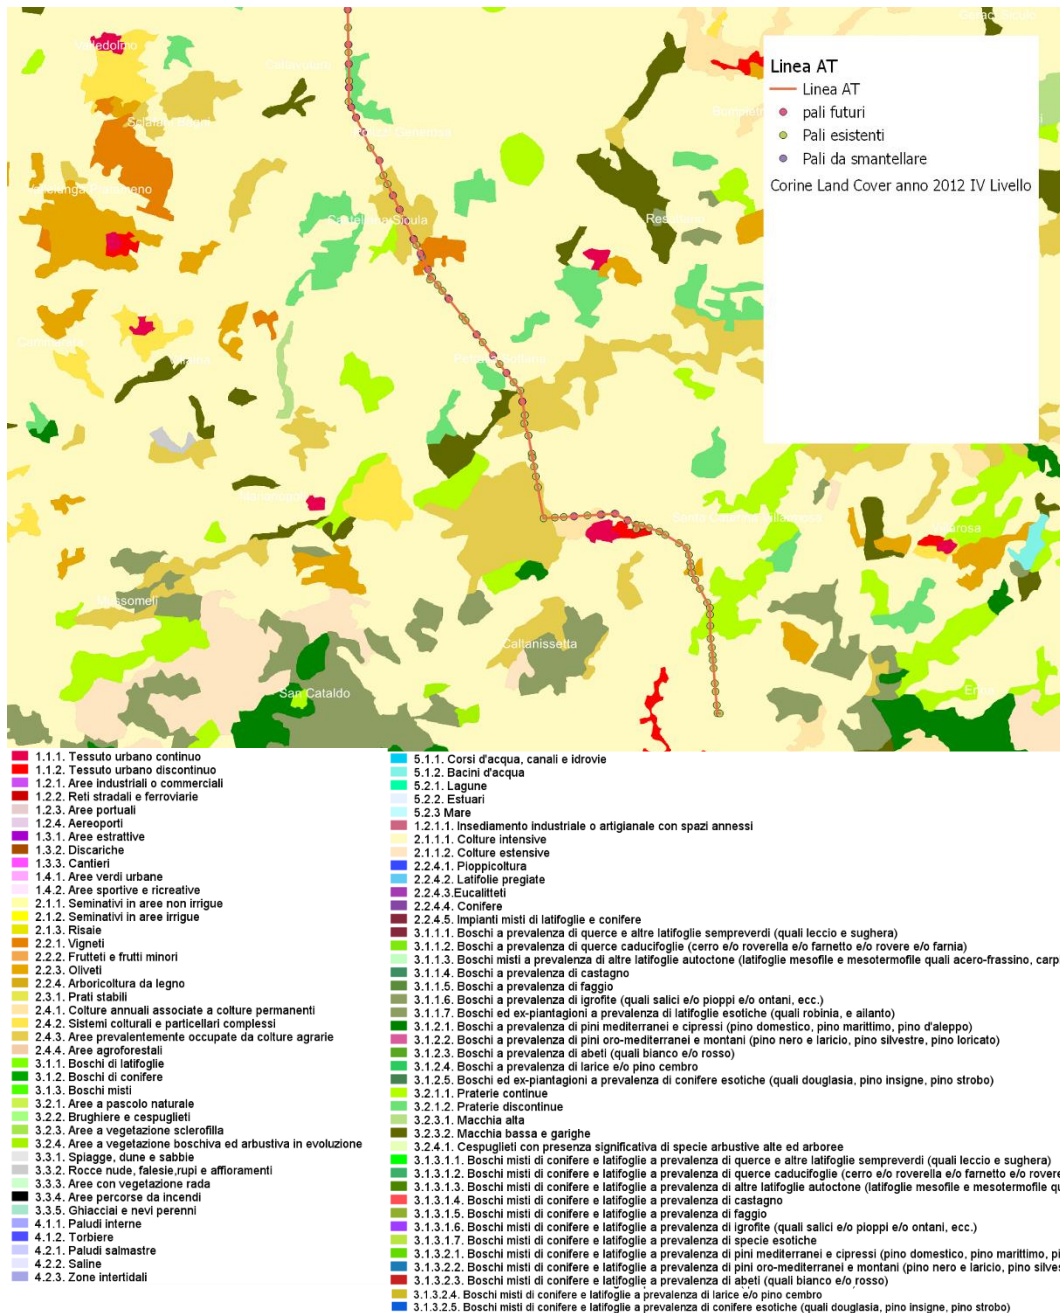 Valledolmo
Caltavuturo
Sclafani Bagni
Polizzi Generosa
Vallelunga Pratameno
Castellana Sicula
Resuttano
Bompietro
Cammarata
Villalba
Petralia Sottana
Marianopoli
Santa Caterina Villarmosa
Villarosa
Mussomeli
Caltanissetta
San Cataldo
Enna
Linea AT
Linea AT
pali futuri
Pali esistenti
Pali da smantellare
Corine Land Cover anno 2012 IV Livello
1.1.1. Tessuto urbano continuo
1.1.2. Tessuto urbano discontinuo
1.2.1. Aree industriali o commerciali
1.2.2. Reti stradali e ferroviarie
1.2.3. Aree portuali
1.2.4. Aereoporti
1.3.1. Aree estrattive
1.3.2. Discariche
1.3.3. Cantieri
1.4.1. Aree verdi urbane
1.4.2. Aree sportive e ricreative
2.1.1. Seminativi in aree non irrigue
2.1.2. Seminativi in aree irrigue
2.1.3. Risaie
2.2.1. Vigneti
2.2.2. Frutteti e frutti minori
2.2.3. Oliveti
2.2.4. Arboricoltura da legno
2.3.1. Prati stabili
2.4.1. Colture annuali associate a colture permanenti
2.4.2. Sistemi colturali e particellari complessi
2.4.3. Aree prevalentemente occupate da colture agrarie
2.4.4. Aree agroforestali
3.1.1. Boschi di latifoglie
3.1.2. Boschi di conifere
3.1.3. Boschi misti
3.2.1. Aree a pascolo naturale
3.2.2. Brughiere e cespuglieti
3.2.3. Aree a vegetazione sclerofilla
3.2.4. Aree a vegetazione boschiva ed arbustiva in evoluzione
3.3.1. Spiagge, dune e sabbie
3.3.2. Rocce nude, falesie,rupi e affioramenti
3.3.3. Aree con vegetazione rada
3.3.4. Aree percorse da incendi
3.3.5. Ghiacciai e nevi perenni
4.1.1. Paludi interne
4.1.2. Torbiere
4.2.1. Paludi salmastre
4.2.2. Saline
4.2.3. Zone intertidali
5.1.1. Corsi d'acqua, canali e idrovie
5.1.2. Bacini d'acqua
5.2.1. Lagune
5.2.2. Estuari
5.2.3 Mare
1.2.1.1. Insediamento industriale o artigianale con spazi annessi
2.1.1.1. Colture intensive
2.1.1.2. Colture estensive
2.2.4.1. Pioppicoltura
2.2.4.2. Latifolie pregiate
2.2.4.3.Eucalitteti
2.2.4.4. Conifere
2.2.4.5. Impianti misti di latifoglie e conifere
3.1.1.1. Boschi a prevalenza di querce e altre latifoglie sempreverdi (quali leccio e sughera)
3.1.1.2. Boschi a prevalenza di querce caducifoglie (cerro e/o roverella e/o farnetto e/o rovere e/o farnia)
3.1.1.3. Boschi misti a prevalenza di altre latifoglie autoctone (latifoglie mesofile e mesotermofile quali acero-frassino, carp
3.1.1.4. Boschi a prevalenza di castagno
3.1.1.5. Boschi a prevalenza di faggio
3.1.1.6. Boschi a prevalenza di igrofite (quali salici e/o pioppi e/o ontani, ecc.)
3.1.1.7. Boschi ed ex-piantagioni a prevalenza di latifoglie esotiche (quali robinia, e ailanto)
3.1.2.1. Boschi a prevalenza di pini mediterranei e cipressi (pino domestico, pino marittimo, pino d'aleppo)
3.1.2.2. Boschi a prevalenza di pini oro-mediterranei e montani (pino nero e laricio, pino silvestre, pino loricato)
3.1.2.3. Boschi a prevalenza di abeti (quali bianco e/o rosso)
3.1.2.4. Boschi a prevalenza di larice e/o pino cembro
3.1.2.5. Boschi ed ex-piantagioni a prevalenza di conifere esotiche (quali douglasia, pino insigne, pino strobo)
3.2.1.1. Praterie continue
3.2.1.2. Praterie discontinue
3.2.3.1. Macchia alta
3.2.3.2. Macchia bassa e garighe
3.2.4.1. Cespuglieti con presenza significativa di specie arbustive alte ed arboree
3.1.3.1.1. Boschi misti di conifere e latifoglie a prevalenza di querce e altre latifoglie sempreverdi (quali leccio e sughera)
3.1.3.1.2. Boschi misti di conifere e latifoglie a prevalenza di querce caducifoglie (cerro e/o roverella e/o farnetto e/o rovere
3.1.3.1.3. Boschi misti di conifere e latifoglie a prevalenza di altre latifoglie autoctone (latifoglie mesofile e mesotermofile qu
3.1.3.1.4. Boschi misti di conifere e latifoglie a prevalenza di castagno
3.1.3.1.5. Boschi misti di conifere e latifoglie a prevalenza di faggio
3.1.3.1.6. Boschi misti di conifere e latifoglie a prevalenza di igrofite (quali salici e/o pioppi e/o ontani, ecc.)
3.1.3.1.7. Boschi misti di conifere e latifoglie a prevalenza di specie esotiche
3.1.3.2.1. Boschi misti di conifere e latifoglie a prevalenza di pini mediterranei e cipressi (pino domestico, pino marittimo, pi
3.1.3.2.2. Boschi misti di conifere e latifoglie a prevalenza di pini oro-mediterranei e montani (pino nero e laricio, pino silves
3.1.3.2.3. Boschi misti di conifere e latifoglie a prevalenza di abeti (quali bianco e/o rosso)
3.1.3.2.4. Boschi misti di conifere e latifoglie a prevalenza di larice e/o pino cembro
3.1.3.2.5. Boschi misti di conifere e latifoglie a prevalenza di conifere esotiche (quali douglasia, pino insigne, pino strobo)